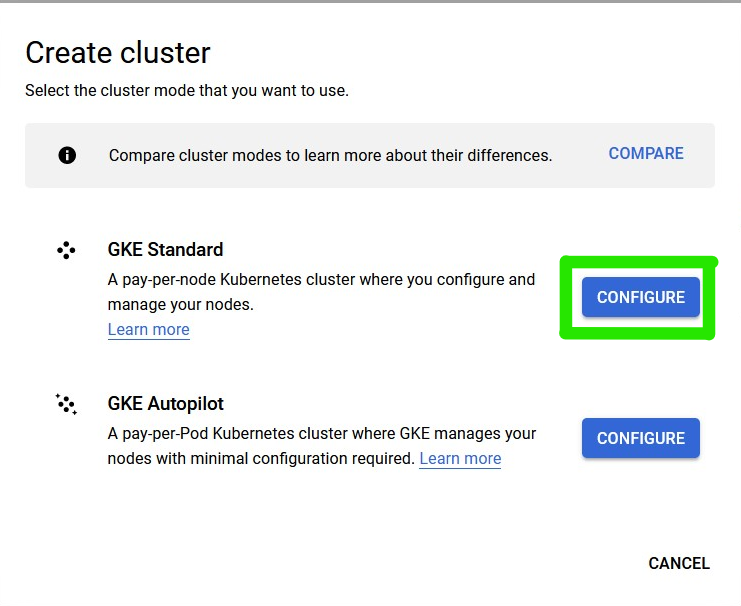 Create cluster
Select the cluster mode that you want to use.
Compare cluster modes to learn more about their differences. COMPARE
GKE Standard
A pay-per-node Kubernetes cluster where you configure and
manage your nodes.
Learn more
CONFIGURE
GKE Autopilot
A pay-per-Pod Kubernetes cluster where GKE manages your
nodes with minimal configuration required. Learn more
CONFIGURE
CANCEL